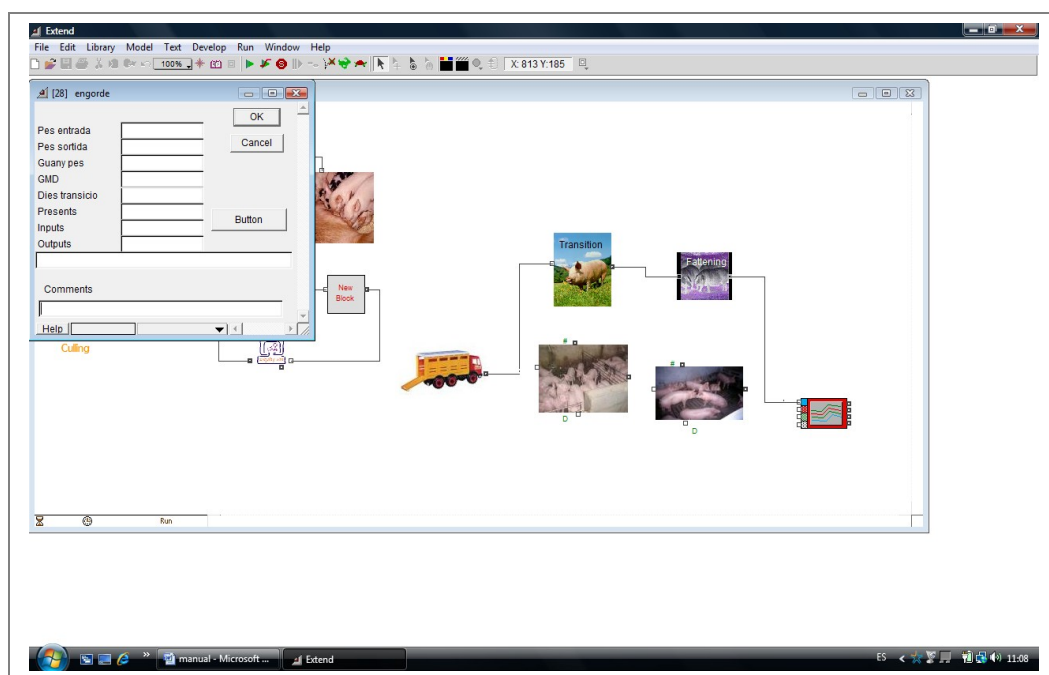 Extend
File Edit Library Model Text Develop Run Window Help
100%
X: 813 Y:185
[28] engorde
OK
Cancel
Pes entrada
Pes sortida
Guany pes
GMD
Dies transicio
Presents
Inputs
Outputs
Button
Comments
Help
Transition
Fattening
New
Block
Culling
#
#
D
D
Run
manual - Microsoft ...
Extend
ES
11:08